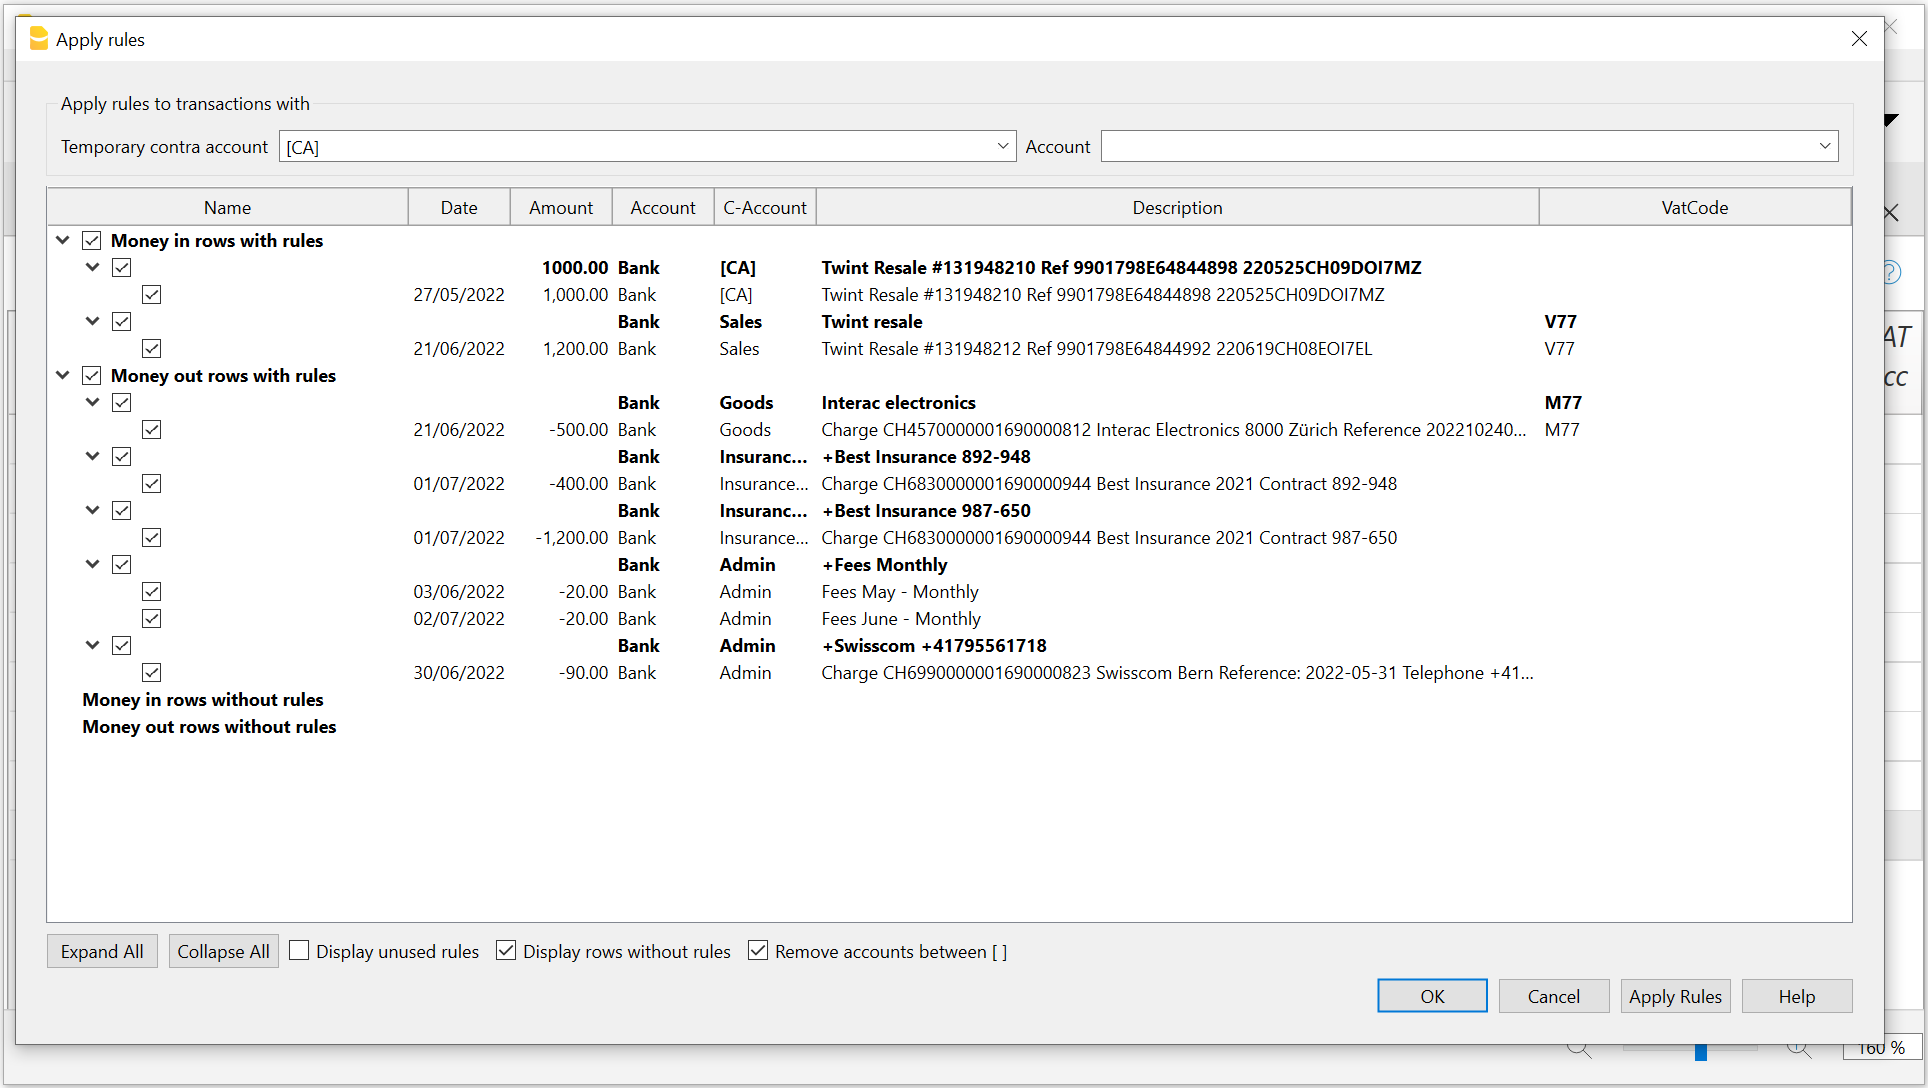 Apply rules
Apply rules to transactions with
Temporary contra account [CA] Account
Name Date Amount Account C-Account Description VatCode
Money in rows with rules
1000.00 Bank [CA] Twint Resale #131948210 Ref 9901798E64844898 220525CH09DOI7MZ
27/05/2022 1,000.00 Bank [CA] Twint Resale #131948210 Ref 9901798E64844898 220525CH09DOI7MZ
Bank Sales Twint resale V77
21/06/2022 1,200.00 Bank Sales Twint Resale #131948212 Ref 9901798E64844992 220619CH08EOI7EL V77
Money out rows with rules
Bank Goods Interac electronics M77
21/06/2022 -500.00 Bank Goods Charge CH4570000001690000812 Interac Electronics 8000 Zürich Reference 202210240... M77
Bank Insuranc... +Best Insurance 892-948
01/07/2022 -400.00 Bank Insurance... Charge CH6830000001690000944 Best Insurance 2021 Contract 892-948
Bank Insuranc... +Best Insurance 987-650
01/07/2022 -1,200.00 Bank Insurance... Charge CH6830000001690000944 Best Insurance 2021 Contract 987-650
Bank Admin +Fees Monthly
03/06/2022 -20.00 Bank Admin Fees May - Monthly
02/07/2022 -20.00 Bank Admin Fees June - Monthly
Bank Admin +Swisscom +41795561718
30/06/2022 -90.00 Bank Admin Charge CH6990000001690000823 Swisscom Bern Reference: 2022-05-31 Telephone +41...
Money in rows without rules
Money out rows without rules
Expand All Collapse All Display unused rules Display rows without rules Remove accounts between [ ]
OK Cancel Apply Rules Help
AT
cc
160 %